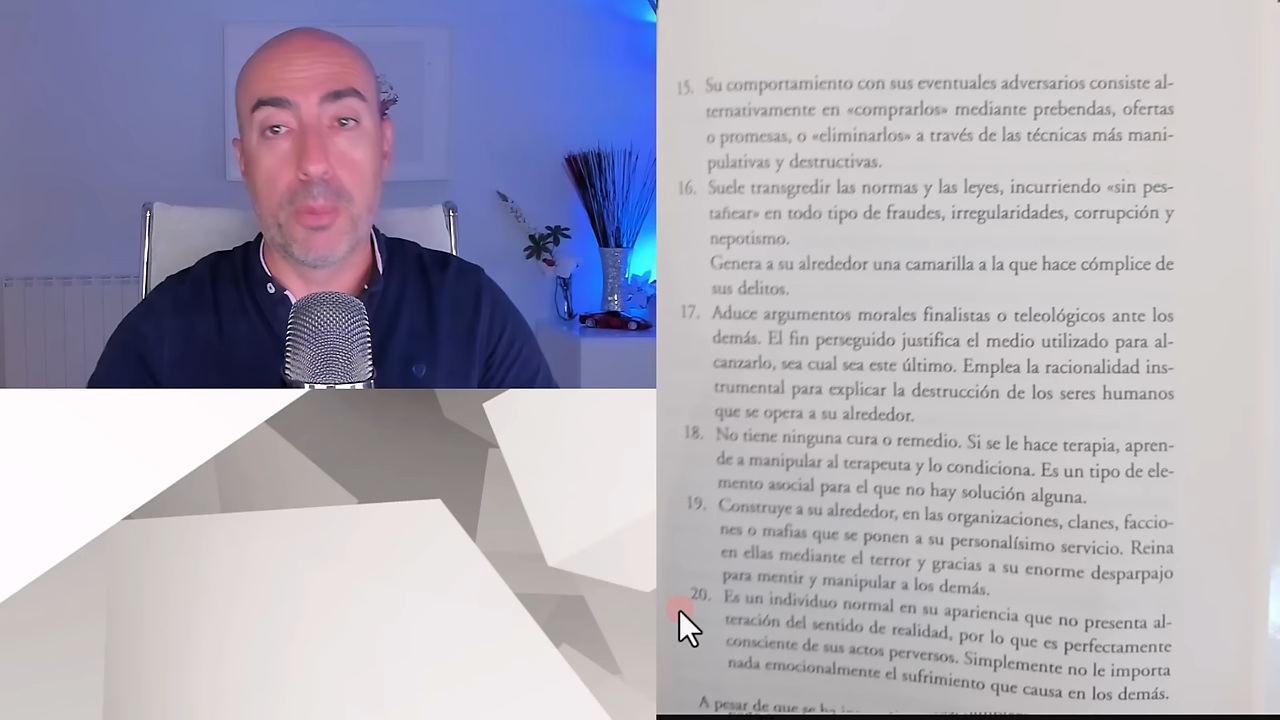 15. Su comportamiento con sus eventuales adversarios consiste al-
ternativamente en «comprarlos» mediante prebendas, ofertas
o promesas, o «eliminarlos» a través de las técnicas más mani-
pulativas y destructivas.
16. Suele transgredir las normas y las leyes, incurriendo «sin pes-
tañear» en todo tipo de fraudes, irregularidades, corrupción y
nepotismo.
Genera a su alrededor una camarilla a la que hace cómplice de
sus delitos.
17. Aduce argumentos morales finalistas o teleológicos ante los
demás. El fin perseguido justifica el medio utilizado para al-
canzarlo, sea cual sea este último. Emplea la racionalidad ins-
trumental para explicar la destrucción de los seres humanos
que se opera a su alrededor.
18. No tiene ninguna cura o remedio. Si se le hace terapia, apren-
de a manipular al terapeuta y lo condiciona. Es un tipo de ele-
mento asocial para el que no hay solución alguna.
19. Construye a su alrededor, en las organizaciones, clanes, faccio-
nes o mafias que se ponen a su personalísimo servicio. Reina
en ellas mediante el terror y gracias a su enorme desparpajo
para mentir y manipular a los demás.
20. Es un individuo normal en su apariencia que no presenta al-
teración del sentido de realidad, por lo que es perfectamente
consciente de sus actos perversos. Simplemente no le importa
nada emocionalmente el sufrimiento que causa en los demás.
A pesar de que se ha